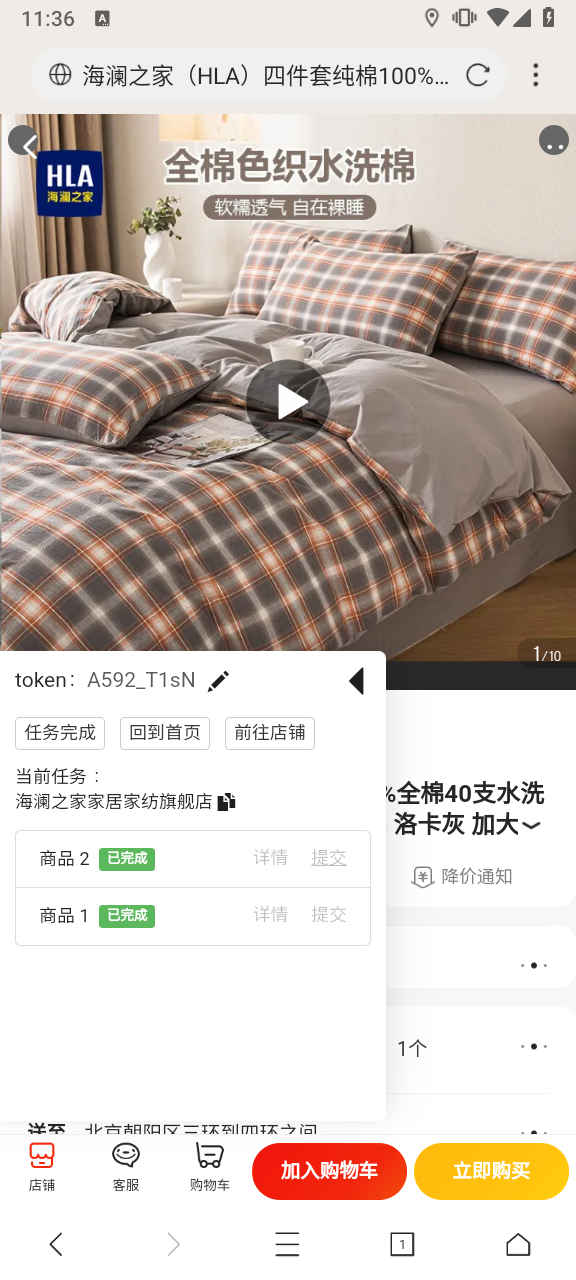 11:36
海澜之家（HLA）四件套纯棉100%...
HLA
海澜之家
全棉色织水洗棉
软糯透气 自在裸睡
1/10
token: A592_T1sN
任务完成 回到首页 前往店铺
当前任务：
海澜之家家居家纺旗舰店
商品 2 已完成 详情 提交
商品 1 已完成 详情 提交
%全棉40支水洗
洛卡灰 加大
降价通知
1个
送至 北京朝阳区三环到四环之间
店铺 客服 购物车 加入购物车 立即购买
1